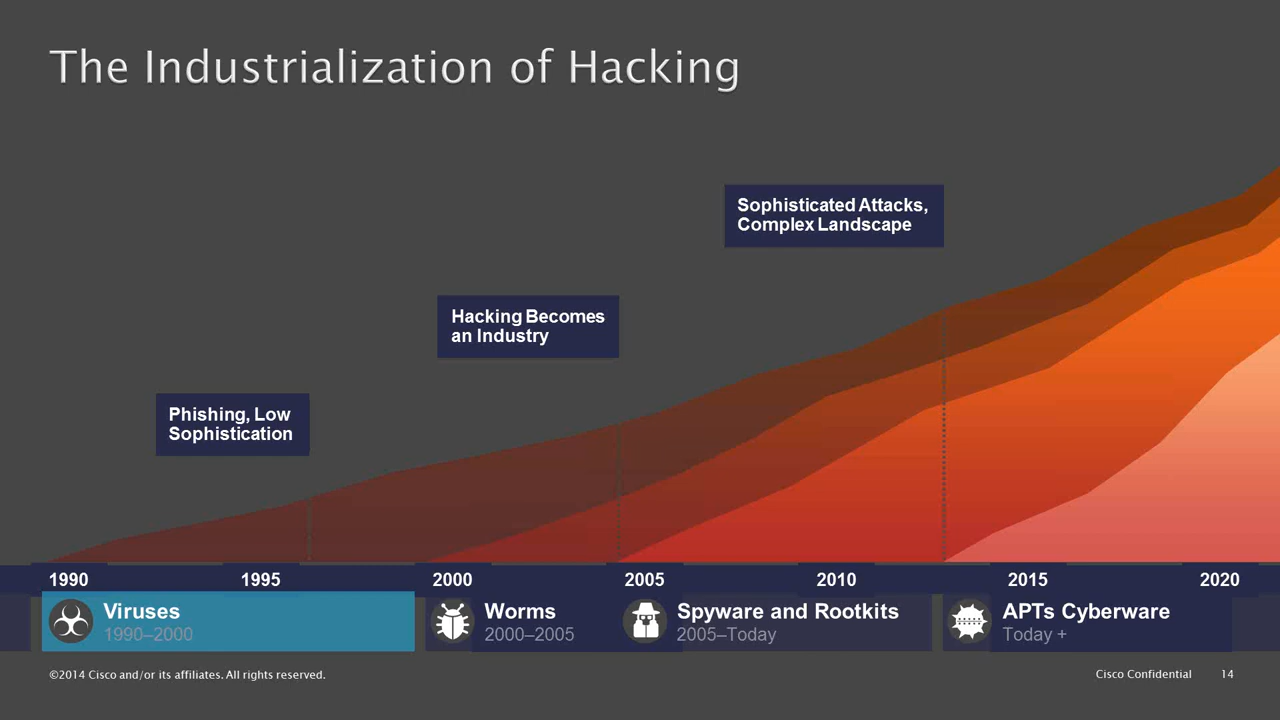 The Industrialization of Hacking
Sophisticated Attacks,
Complex Landscape
Hacking Becomes
an Industry
Phishing, Low
Sophistication
1990 1995 2000 2005 2010 2015 2020
Viruses
1990–2000
Worms
2000–2005
Spyware and Rootkits
2005–Today
APTs Cyberware
Today +
©2014 Cisco and/or its affiliates. All rights reserved.
Cisco Confidential 14